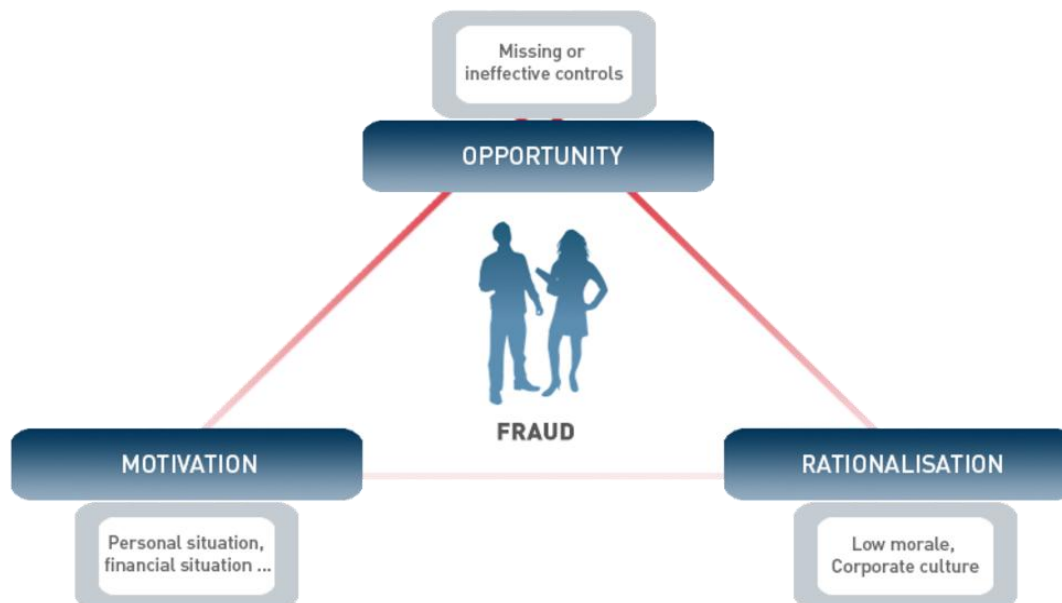 Missing or
ineffective controls
OPPORTUNITY
FRAUD
MOTIVATION
RATIONALISATION
Personal situation,
financial situation ...
Low morale,
Corporate culture